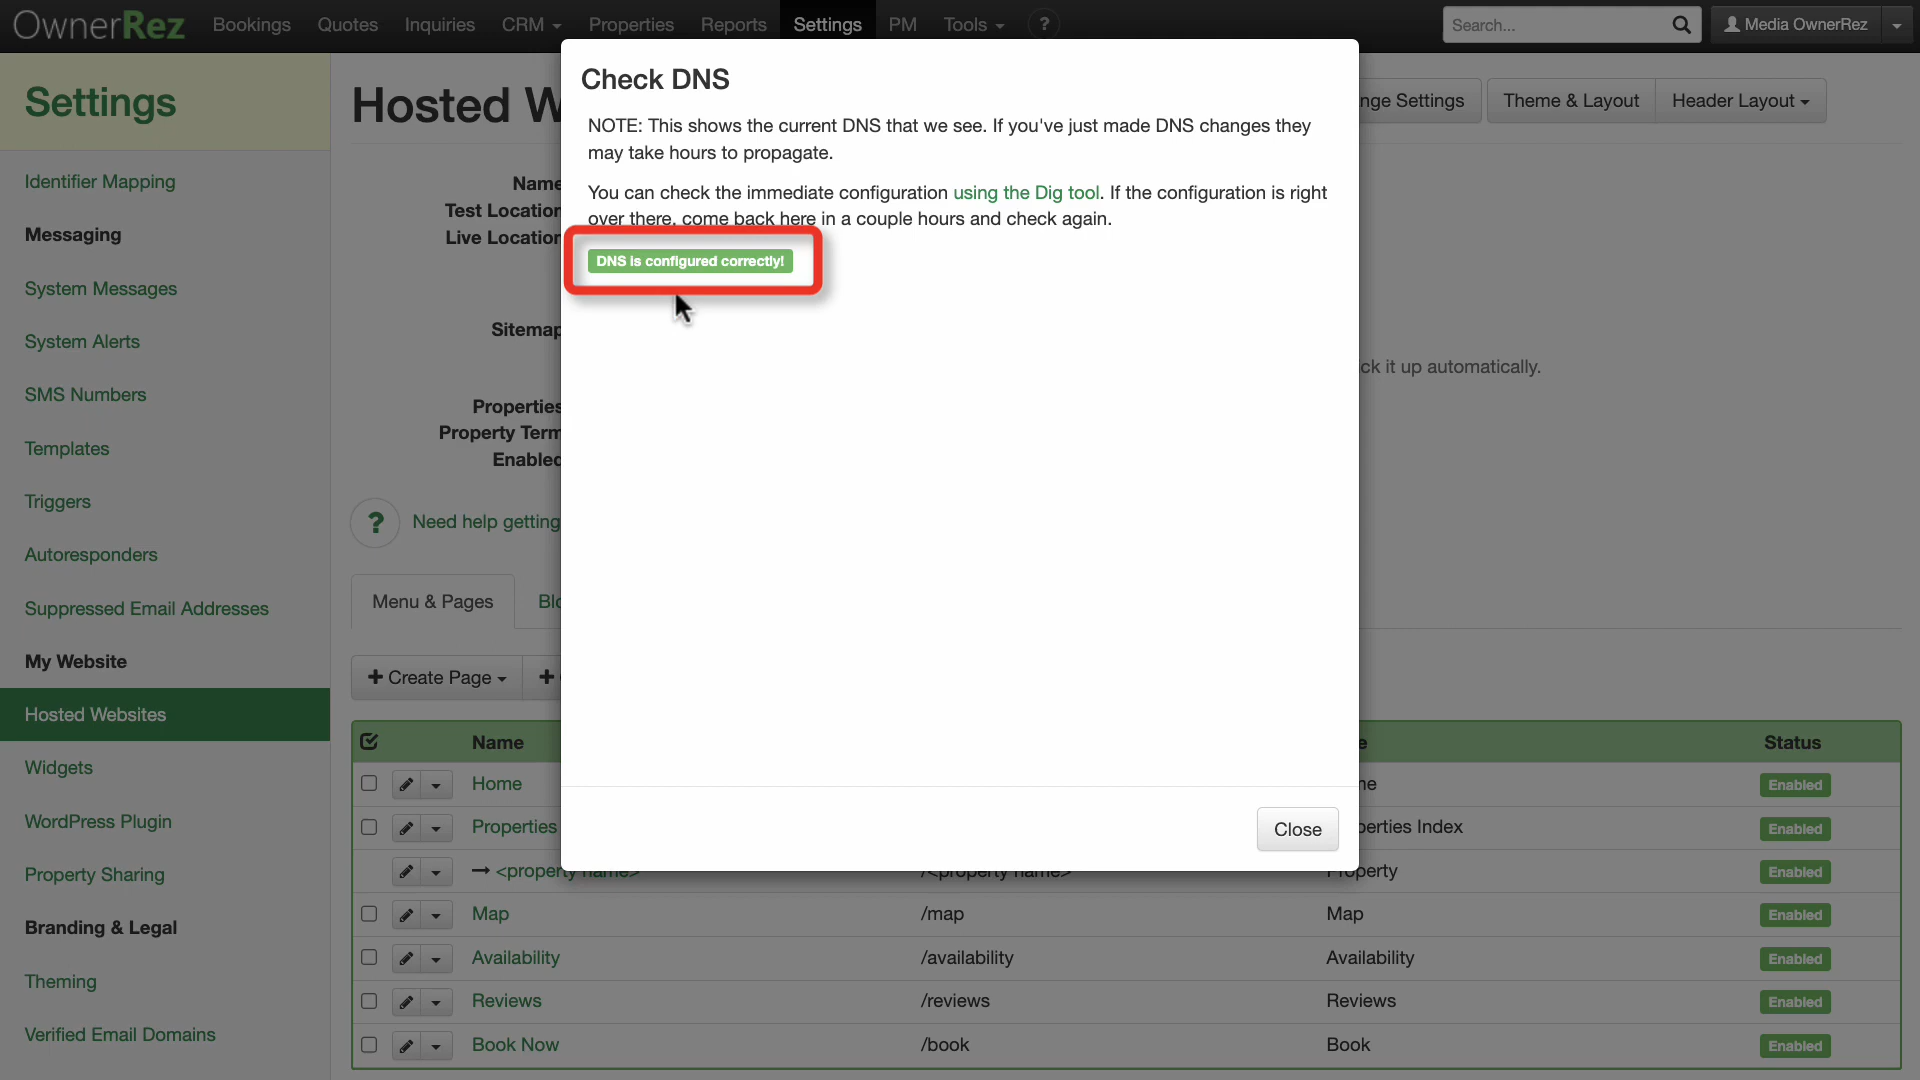 OwnerRez Bookings Quotes Inquiries CRM Properties Reports Settings PM Tools ? Search... Media OwnerRez
Settings
Identifier Mapping
Messaging
System Messages
System Alerts
SMS Numbers
Templates
Triggers
Autoresponders
Suppressed Email Addresses
My Website
Hosted Websites
Widgets
WordPress Plugin
Property Sharing
Branding & Legal
Theming
Verified Email Domains
Hosted W
nge Settings Theme & Layout Header Layout
Name
Test Location
Live Location
Sitemap
ck it up automatically.
Properties
Property Term
Enabled
? Need help getting
Menu & Pages Blo
+ Create Page +
Name Status
Home Enabled
Properties perties Index Enabled
→ <property name> /<property name> Property Enabled
Map /map Map Enabled
Availability /availability Availability Enabled
Reviews /reviews Reviews Enabled
Book Now /book Book Enabled
Check DNS
NOTE: This shows the current DNS that we see. If you've just made DNS changes they
may take hours to propagate.
You can check the immediate configuration using the Dig tool. If the configuration is right
over there, come back here in a couple hours and check again.
DNS is configured correctly!
Close